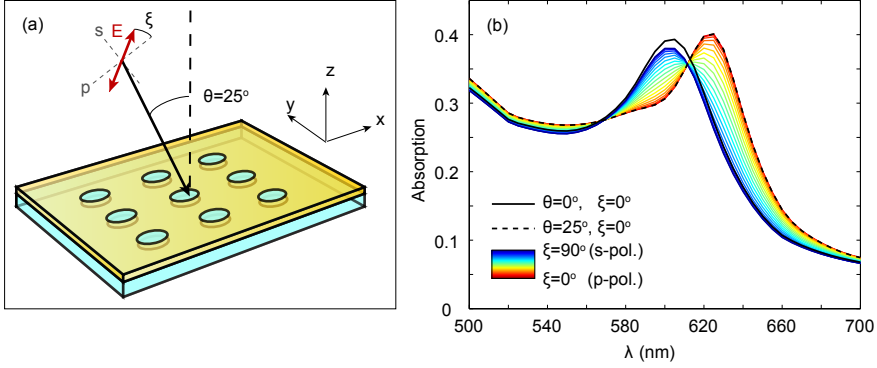 (a)
s
E
ξ
p
θ=25°
z
y
x
(b)
0.4
0.3
0.2
0.1
0
Absorption
θ=0°, ξ=0°
θ=25°, ξ=0°
ξ=90° (s-pol.)
ξ=0° (p-pol.)
500 540 580 620 660 700
λ (nm)